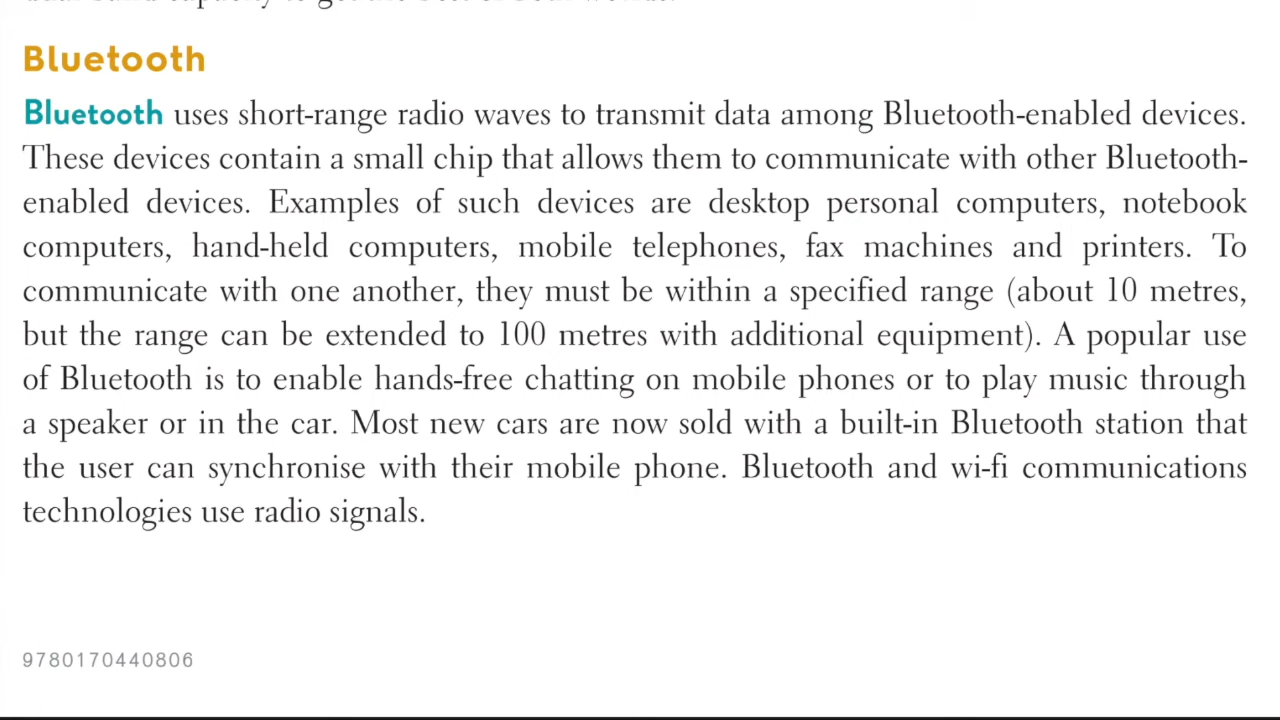 Bluetooth
Bluetooth uses short-range radio waves to transmit data among Bluetooth-enabled devices.
These devices contain a small chip that allows them to communicate with other Bluetooth-
enabled devices. Examples of such devices are desktop personal computers, notebook
computers, hand-held computers, mobile telephones, fax machines and printers. To
communicate with one another, they must be within a specified range (about 10 metres,
but the range can be extended to 100 metres with additional equipment). A popular use
of Bluetooth is to enable hands-free chatting on mobile phones or to play music through
a speaker or in the car. Most new cars are now sold with a built-in Bluetooth station that
the user can synchronise with their mobile phone. Bluetooth and wi-fi communications
technologies use radio signals.
9780170440806